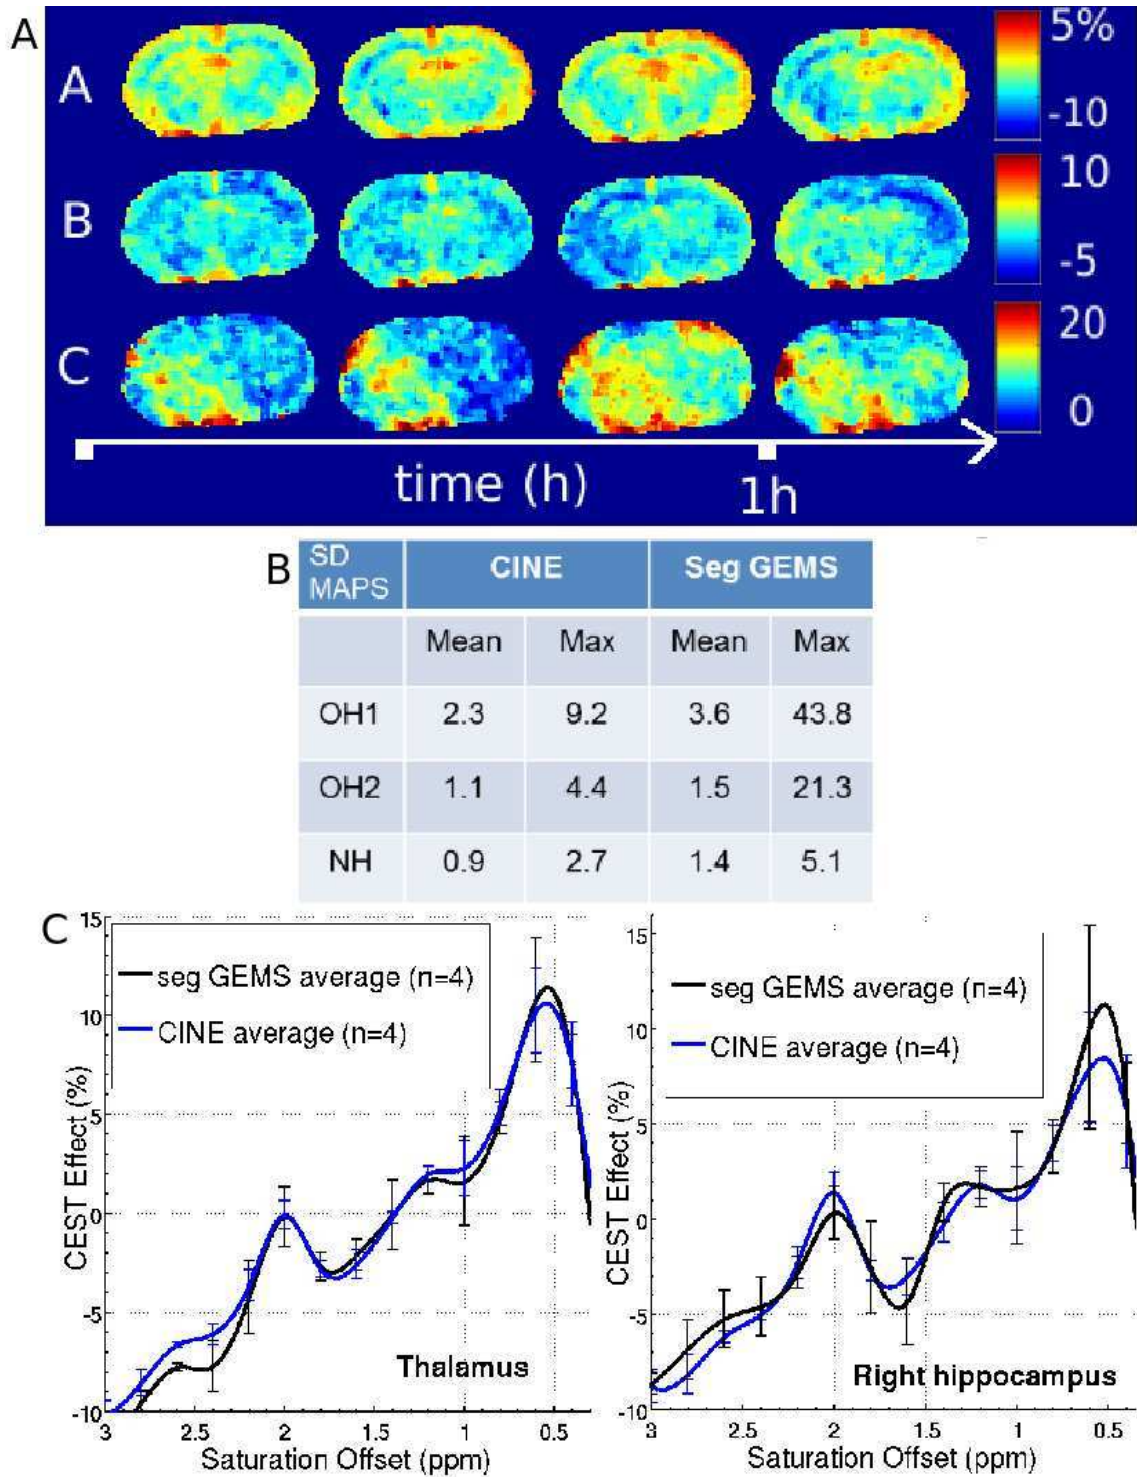 A
A
5%
-10
B
10
-5
C
20
0
time (h)
1h
B
SD MAPS CINE Seg GEMS
Mean Max Mean Max
OH1 2.3 9.2 3.6 43.8
OH2 1.1 4.4 1.5 21.3
NH 0.9 2.7 1.4 5.1
C
15
10
5
0
-5
-10
CEST Effect (%)
seg GEMS average (n=4)
CINE average (n=4)
Thalamus
3 2.5 2 1.5 1 0.5
Saturation Offset (ppm)
15
10
5
0
-5
-10
CEST Effect (%)
seg GEMS average (n=4)
CINE average (n=4)
Right hippocampus
3 2.5 2 1.5 1 0.5
Saturation Offset (ppm)